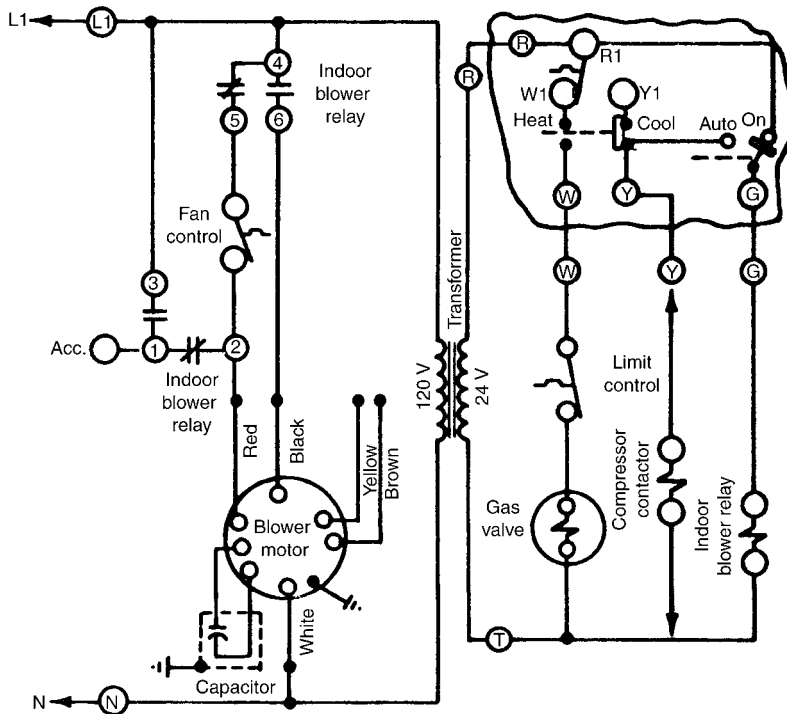 L1
L1
4
Indoor
blower
relay
5
6
Fan
control
3
Acc.
1
2
Indoor
blower
relay
Red
Black
Yellow
Brown
Blower
motor
Capacitor
White
N
N
120 V
Transformer
24 V
R
R
R1
W1
Y1
Heat
Cool
Auto
On
W
Y
G
W
Y
G
Limit
control
Gas
valve
Compressor
contactor
Indoor
blower relay
T